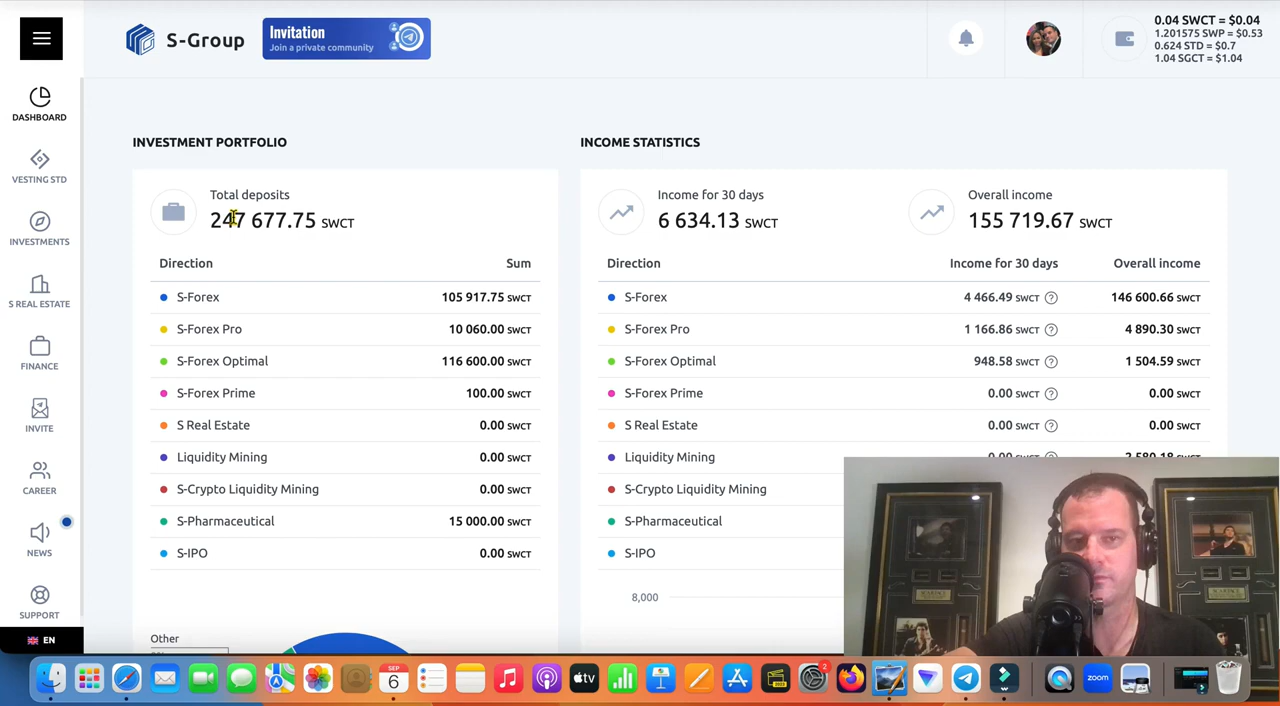 S-Group
Invitation
Join a private community
0.04 SWCT = $0.04
1.201575 SWP = $0.53
0.624 STD = $0.7
1.04 SGCT = $1.04
DASHBOARD
VESTING STD
INVESTMENTS
S REAL ESTATE
FINANCE
INVITE
CAREER
NEWS
SUPPORT
EN
INVESTMENT PORTFOLIO
Total deposits
247 677.75 SWCT
Direction Sum
S-Forex 105 917.75 SWCT
S-Forex Pro 10 060.00 SWCT
S-Forex Optimal 116 600.00 SWCT
S-Forex Prime 100.00 SWCT
S Real Estate 0.00 SWCT
Liquidity Mining 0.00 SWCT
S-Crypto Liquidity Mining 0.00 SWCT
S-Pharmaceutical 15 000.00 SWCT
S-IPO 0.00 SWCT
Other
INCOME STATISTICS
Income for 30 days
6 634.13 SWCT
Overall income
155 719.67 SWCT
Direction Income for 30 days Overall income
S-Forex 4 466.49 SWCT ? 146 600.66 SWCT
S-Forex Pro 1 166.86 SWCT ? 4 890.30 SWCT
S-Forex Optimal 948.58 SWCT ? 1 504.59 SWCT
S-Forex Prime 0.00 SWCT ? 0.00 SWCT
S Real Estate 0.00 SWCT ? 0.00 SWCT
Liquidity Mining
S-Crypto Liquidity Mining
S-Pharmaceutical
S-IPO
8,000
SCARFACE
SEP
6
tv
2
zoom